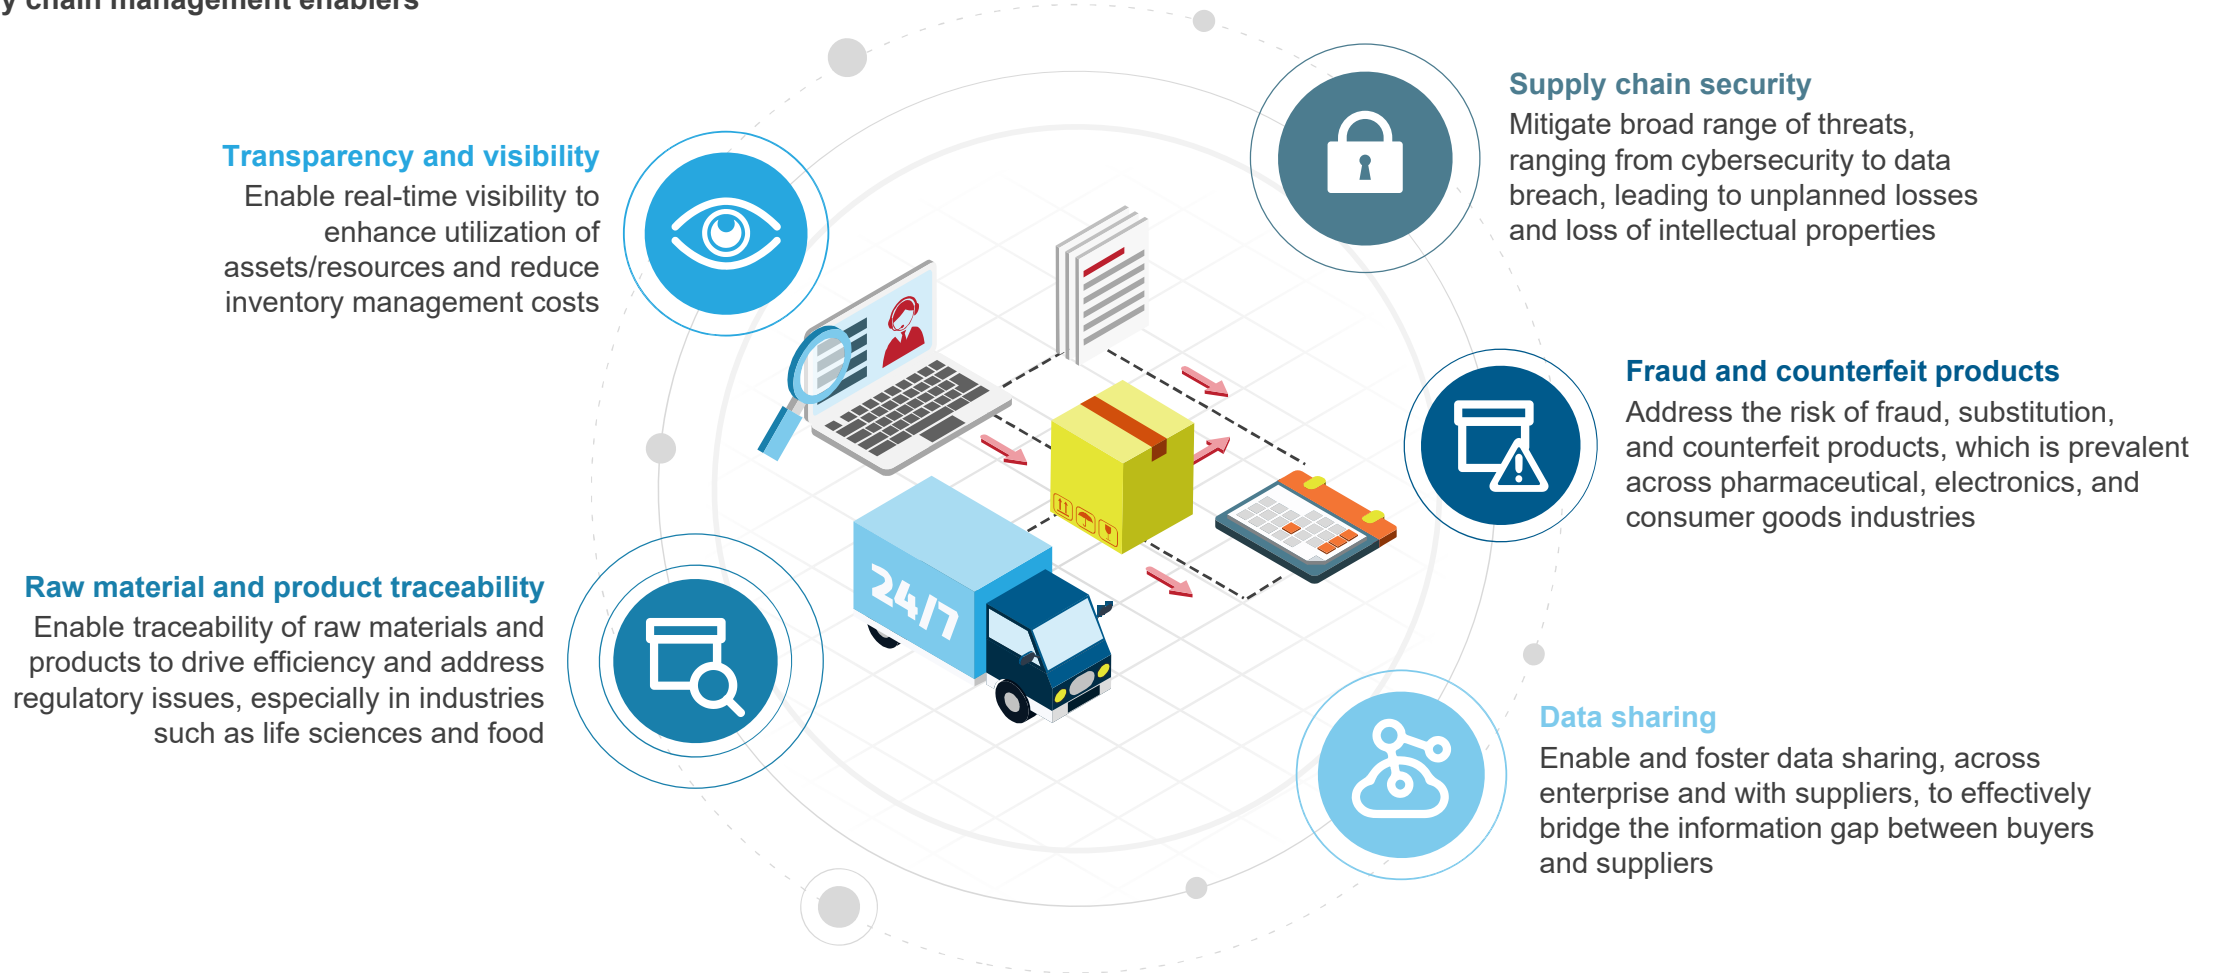 y chain management enablers
Transparency and visibility
Enable real-time visibility to
enhance utilization of
assets/resources and reduce
inventory management costs
Raw material and product traceability
Enable traceability of raw materials and
products to drive efficiency and address
regulatory issues, especially in industries
such as life sciences and food
24/7
Supply chain security
Mitigate broad range of threats,
ranging from cybersecurity to data
breach, leading to unplanned losses
and loss of intellectual properties
Fraud and counterfeit products
Address the risk of fraud, substitution,
and counterfeit products, which is prevalent
across pharmaceutical, electronics, and
consumer goods industries
Data sharing
Enable and foster data sharing, across
enterprise and with suppliers, to effectively
bridge the information gap between buyers
and suppliers